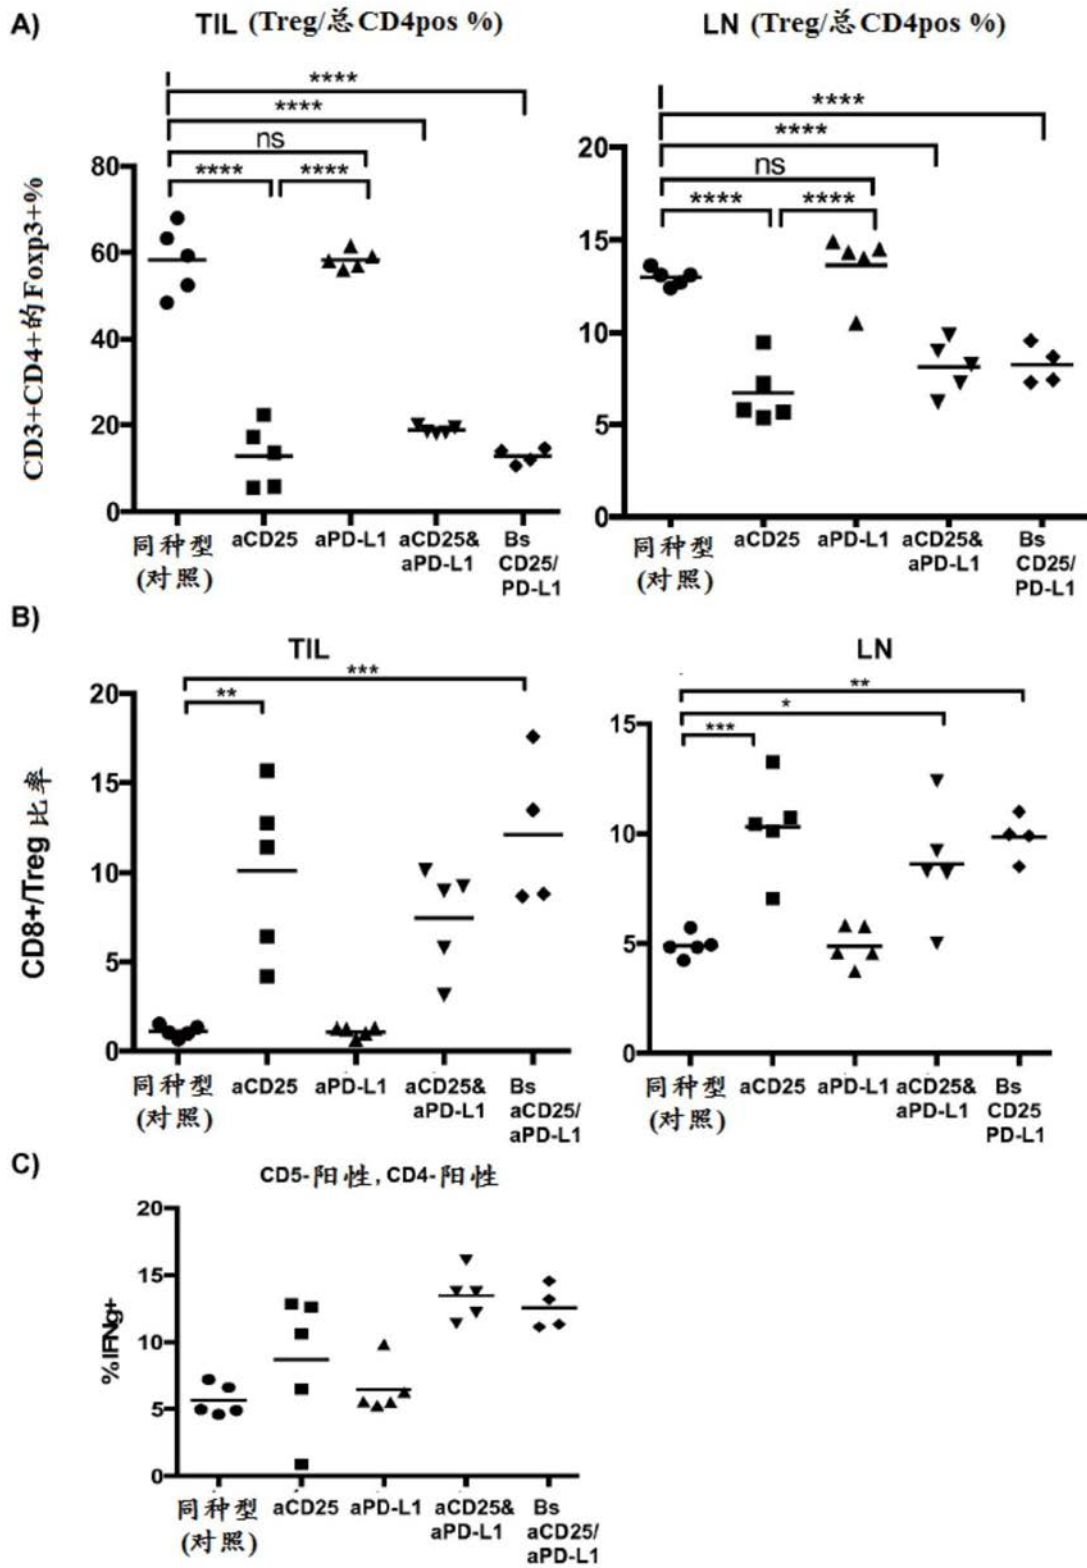 A)
TIL (Treg/总CD4pos %)
LN (Treg/总CD4pos %)
CD3+CD4+的Foxp3+%
****
****
ns
**** ****
80
60
40
20
0
同种型
(对照)
aCD25
aPD-L1
aCD25&
aPD-L1
Bs
CD25/
PD-L1
****
****
ns
**** ****
20
15
10
5
0
同种型
(对照)
aCD25
aPD-L1
aCD25&
aPD-L1
Bs
CD25/
PD-L1
B)
TIL
LN
CD8+/Treg 比率
***
**
20
15
10
5
0
同种型
(对照)
aCD25
aPD-L1
aCD25&
aPD-L1
Bs
aCD25/
aPD-L1
**
*
***
15
10
5
0
同种型
(对照)
aCD25
aPD-L1
aCD25&
aPD-L1
Bs
CD25
PD-L1
C)
CD5-阳性,CD4-阳性
%IFNg+
20
15
10
5
0
同种型
(对照)
aCD25
aPD-L1
aCD25&
aPD-L1
Bs
aCD25/
aPD-L1